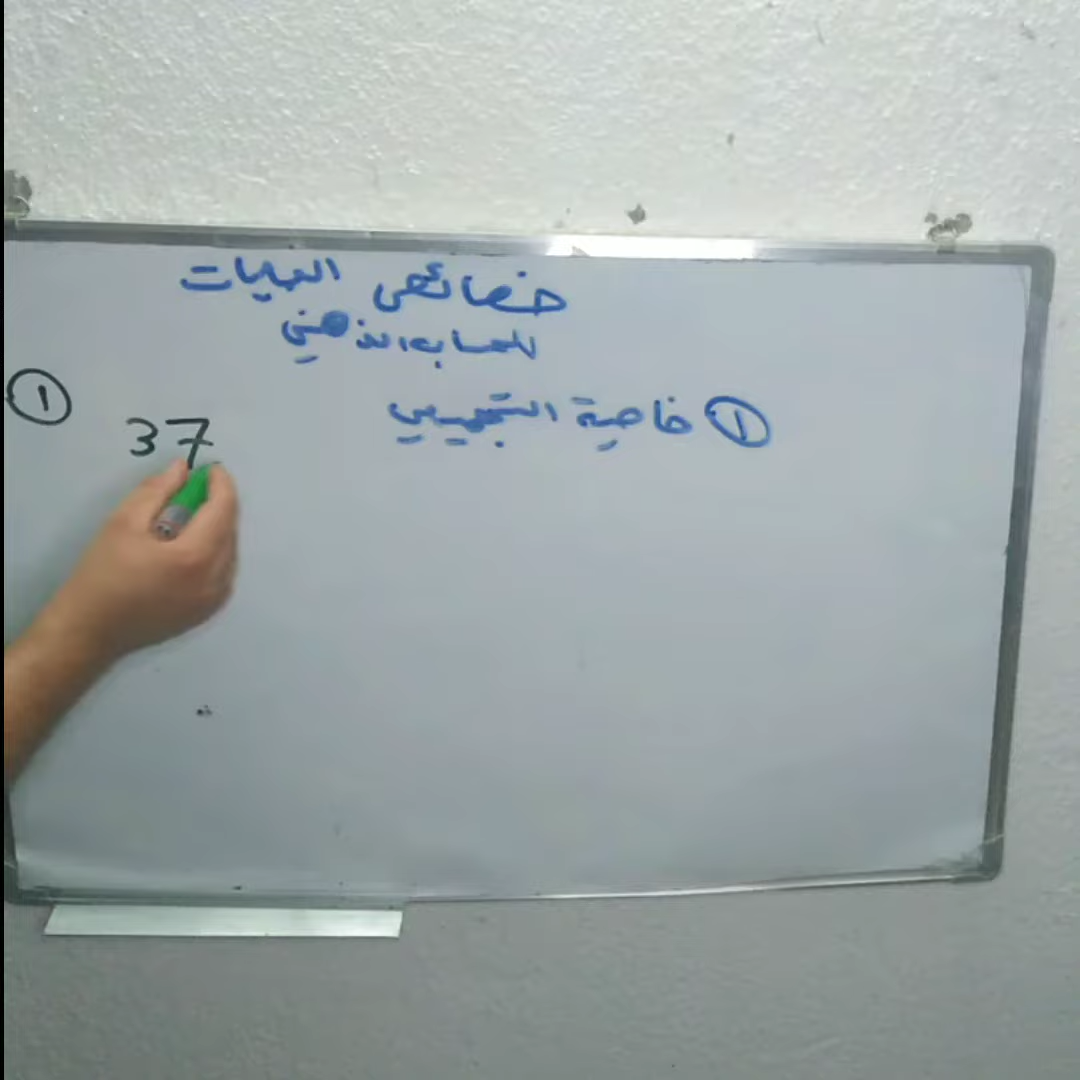 خصائص العمليات
للحساب الذهني
① خاصية التجميعي
①
37